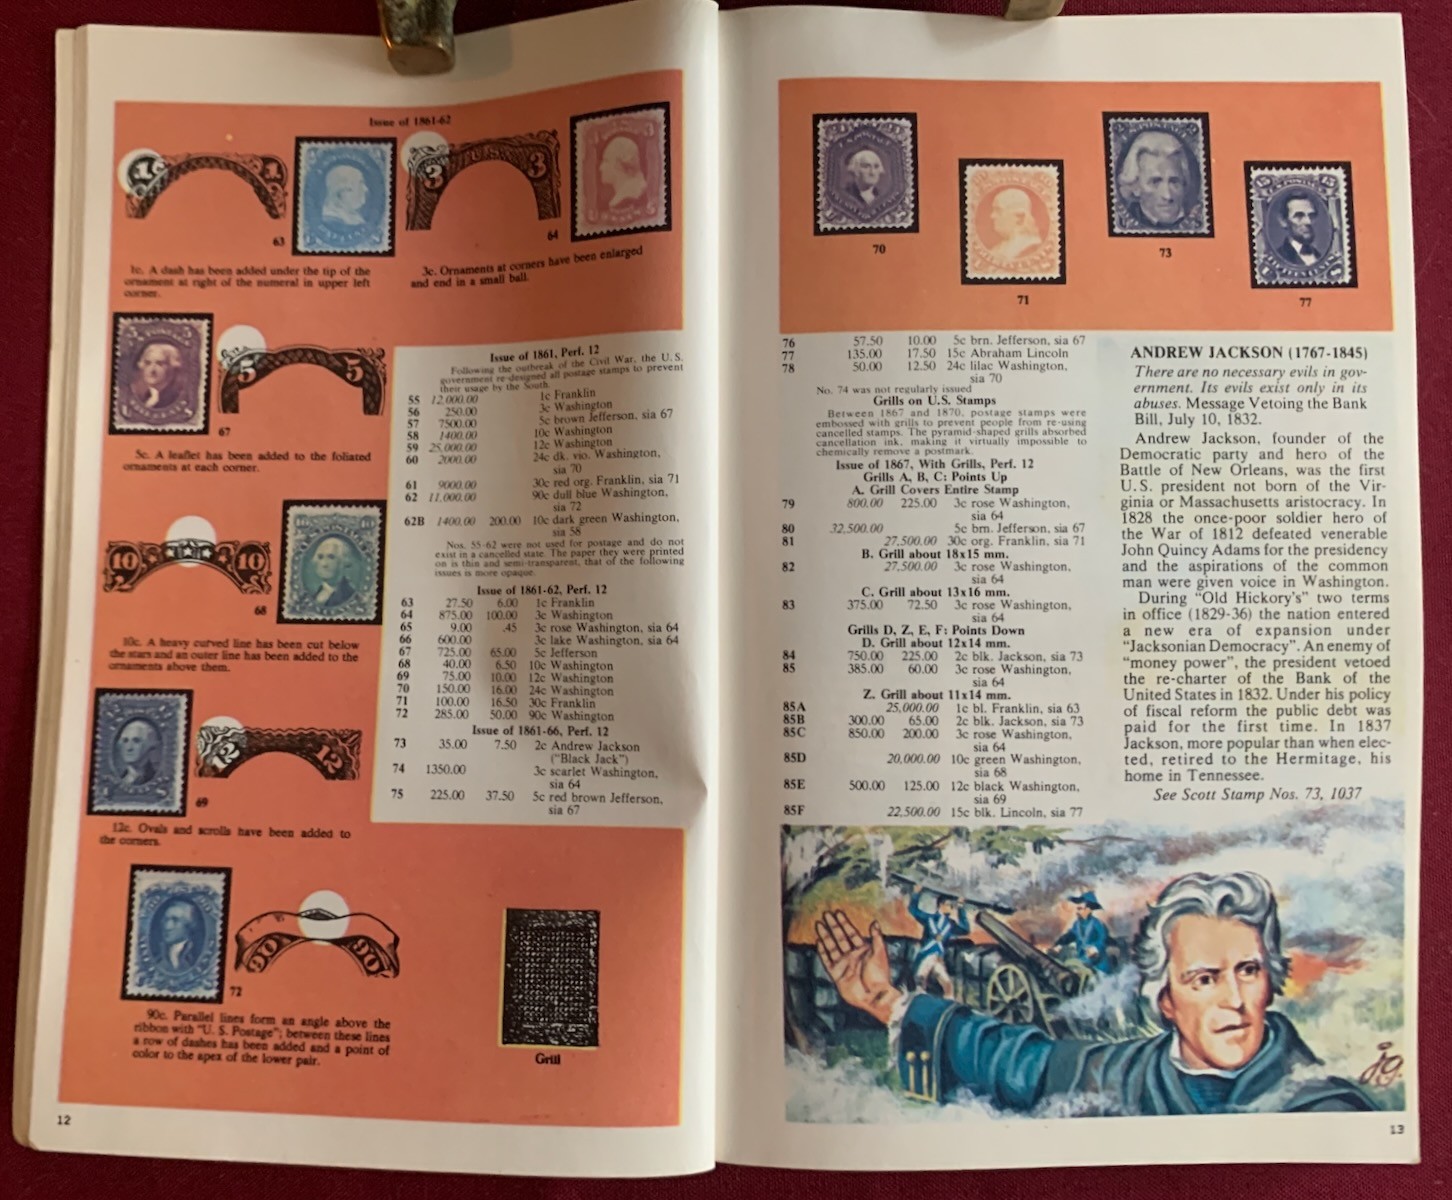 Issue of 1861-62
63
64
1c. A dash has been added under the tip of the
ornament at right of the numeral in upper left
corner.
3c. Ornaments at corners have been enlarged
and end in a small ball.
67
5c. A leaflet has been added to the foliated
ornaments at each corner.
68
10c. A heavy curved line has been cut below
the stars and an outer line has been added to the
ornaments above them.
69
12c. Ovals and scrolls have been added to
the corners.
72
90c. Parallel lines form an angle above the
ribbon with "U. S. Postage"; between these lines
a row of dashes has been added and a point of
color to the apex of the lower pair.
Grill
Issue of 1861, Perf. 12
Following the outbreak of the Civil War, the U. S.
government re-designed all postage stamps to prevent
their usage by the South.
55 12,000.00 1c Franklin
56 250.00 3c Washington
57 7500.00 5c brown Jefferson, sia 67
58 1400.00 10c Washington
59 25,000.00 12c Washington
60 2000.00 24c dk. vio. Washington,
sia 70
61 9000.00 30c red org. Franklin, sia 71
62 11,000.00 90c dull blue Washington,
sia 72
62B 1400.00 200.00 10c dark green Washington,
sia 58
Nos. 55-62 were not used for postage and do not
exist in a cancelled state. The paper they were printed
on is thin and semi-transparent, that of the following
issues is more opaque.
Issue of 1861-62, Perf. 12
63 27.50 6.00 1c Franklin
64 875.00 100.00 3c Washington
65 9.00 .45 3c rose Washington, sia 64
66 600.00 3c lake Washington, sia 64
67 725.00 65.00 5c Jefferson
68 40.00 6.50 10c Washington
69 75.00 10.00 12c Washington
70 150.00 16.00 24c Washington
71 100.00 16.50 30c Franklin
72 285.00 50.00 90c Washington
Issue of 1861-66, Perf. 12
73 35.00 7.50 2c Andrew Jackson
("Black Jack")
74 1350.00 3c scarlet Washington,
sia 64
75 225.00 37.50 5c red brown Jefferson,
sia 67
12
70
71
73
77
76 57.50 10.00 5c brn. Jefferson, sia 67
77 135.00 17.50 15c Abraham Lincoln
78 50.00 12.50 24c lilac Washington,
sia 70
No. 74 was not regularly issued
Grills on U.S. Stamps
Between 1867 and 1870, postage stamps were
embossed with grills to prevent people from re-using
cancelled stamps. The pyramid-shaped grills absorbed
cancellation ink, making it virtually impossible to
chemically remove a postmark.
Issue of 1867, With Grills, Perf. 12
Grills A, B, C: Points Up
A. Grill Covers Entire Stamp
79 800.00 225.00 3c rose Washington,
sia 64
80 32,500.00 5c brn. Jefferson, sia 67
81 27,500.00 30c org. Franklin, sia 71
B. Grill about 18x15 mm.
82 27,500.00 3c rose Washington,
sia 64
C. Grill about 13x16 mm.
83 375.00 72.50 3c rose Washington,
sia 64
Grills D, Z, E, F: Points Down
D. Grill about 12x14 mm.
84 750.00 225.00 2c blk. Jackson, sia 73
85 385.00 60.00 3c rose Washington,
sia 64
Z. Grill about 11x14 mm.
85A 25,000.00 1c bl. Franklin, sia 63
85B 300.00 65.00 2c blk. Jackson, sia 73
85C 850.00 200.00 3c rose Washington,
sia 64
85D 20,000.00 10c green Washington,
sia 68
85E 500.00 125.00 12c black Washington,
sia 69
85F 22,500.00 15c blk. Lincoln, sia 77
ANDREW JACKSON (1767-1845)
There are no necessary evils in gov-
ernment. Its evils exist only in its
abuses. Message Vetoing the Bank
Bill, July 10, 1832.
Andrew Jackson, founder of the
Democratic party and hero of the
Battle of New Orleans, was the first
U. S. president not born of the Vir-
ginia or Massachusetts aristocracy. In
1828 the once-poor soldier hero of
the War of 1812 defeated venerable
John Quincy Adams for the presidency
and the aspirations of the common
man were given voice in Washington.
During "Old Hickory's" two terms
in office (1829-36) the nation entered
a new era of expansion under
"Jacksonian Democracy". An enemy of
"money power", the president vetoed
the re-charter of the Bank of the
United States in 1832. Under his policy
of fiscal reform the public debt was
paid for the first time. In 1837
Jackson, more popular than when elec-
ted, retired to the Hermitage, his
home in Tennessee.
See Scott Stamp Nos. 73, 1037
jg.
13